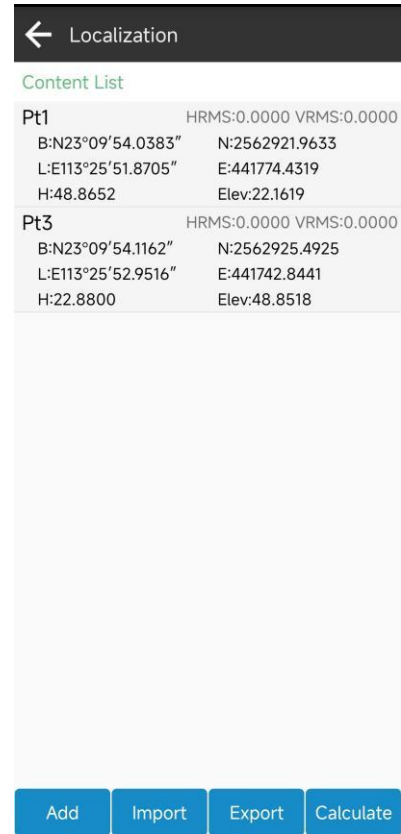 Localization
Content List
Pt1 HRMS:0.0000 VRMS:0.0000
B:N23°09′54.0383″ N:2562921.9633
L:E113°25′51.8705″ E:441774.4319
H:48.8652 Elev:22.1619
Pt3 HRMS:0.0000 VRMS:0.0000
B:N23°09′54.1162″ N:2562925.4925
L:E113°25′52.9516″ E:441742.8441
H:22.8800 Elev:48.8518
Add Import Export Calculate